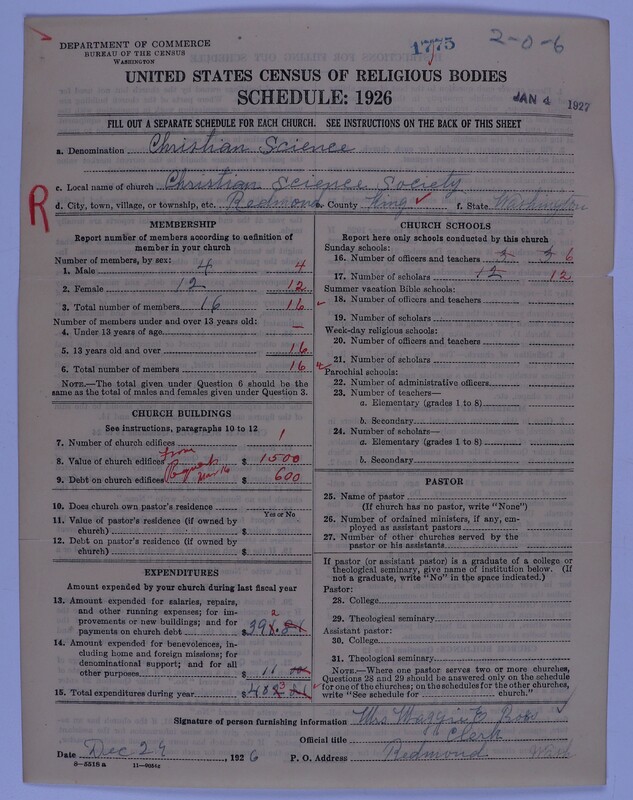 DEPARTMENT OF COMMERCE
BUREAU OF THE CENSUS
WASHINGTON
1775
2-0-6
UNITED STATES CENSUS OF RELIGIOUS BODIES
SCHEDULE: 1926
JAN 4 1927
FILL OUT A SEPARATE SCHEDULE FOR EACH CHURCH. SEE INSTRUCTIONS ON THE BACK OF THIS SHEET
a. Denomination Christian Science
c. Local name of church Christian Science Society
R
d. City, town, village, or township, etc. Redmond e. County King f. State Washington
MEMBERSHIP
Report number of members according to definition of
member in your church
Number of members, by sex:
1. Male 4 4
2. Female 12 12
3. Total number of members 16 16
Number of members under and over 13 years old:
4. Under 13 years of age —
5. 13 years old and over 16
6. Total number of members 16
NOTE.—The total given under Question 6 should be
the same as the total of males and females given under Question 3.
CHURCH BUILDINGS
See instructions, paragraphs 10 to 12
7. Number of church edifices 1
from
8. Value of church edifices $ 1500
9. Debt on church edifices $ 600
10. Does church own pastor's residence
Yes or No
11. Value of pastor's residence (if owned by
church) $
12. Debt on pastor's residence (if owned by
church) $
EXPENDITURES
Amount expended by your church during last fiscal year
13. Amount expended for salaries, repairs,
and other running expenses; for im-
provements or new buildings; and for
payments on church debt $ 391.81 2
14. Amount expended for benevolences, in-
cluding home and foreign missions; for
denominational support; and for all
other purposes $ 11
15. Total expenditures during year $ 402 3
CHURCH SCHOOLS
Report here only schools conducted by this church
Sunday schools:
16. Number of officers and teachers 3 3 6
17. Number of scholars 12 12
Summer vacation Bible schools:
18. Number of officers and teachers
19. Number of scholars
Week-day religious schools:
20. Number of officers and teachers
21. Number of scholars
Parochial schools:
22. Number of administrative officers
23. Number of teachers—
a. Elementary (grades 1 to 8)
b. Secondary
24. Number of scholars—
a. Elementary (grades 1 to 8)
b. Secondary
PASTOR
25. Name of pastor
(If church has no pastor, write "None")
26. Number of ordained ministers, if any, em-
ployed as assistant pastors
27. Number of other churches served by the
pastor or his assistants
If pastor (or assistant pastor) is a graduate of a college or
theological seminary, give name of institution below. (If
not a graduate, write "No" in the space indicated.)
Pastor:
28. College
29. Theological seminary
Assistant pastor:
30. College
31. Theological seminary
NOTE.—Where one pastor serves two or more churches,
Questions 28 and 29 should be answered only on the schedule
for one of the churches; on the schedules for the other churches,
write "See schedule for church."
Signature of person furnishing information Mrs Maggie E
Official title Clerk
Date Dec 29, 1926 P. O. Address Redmond Wash
8-5518 a